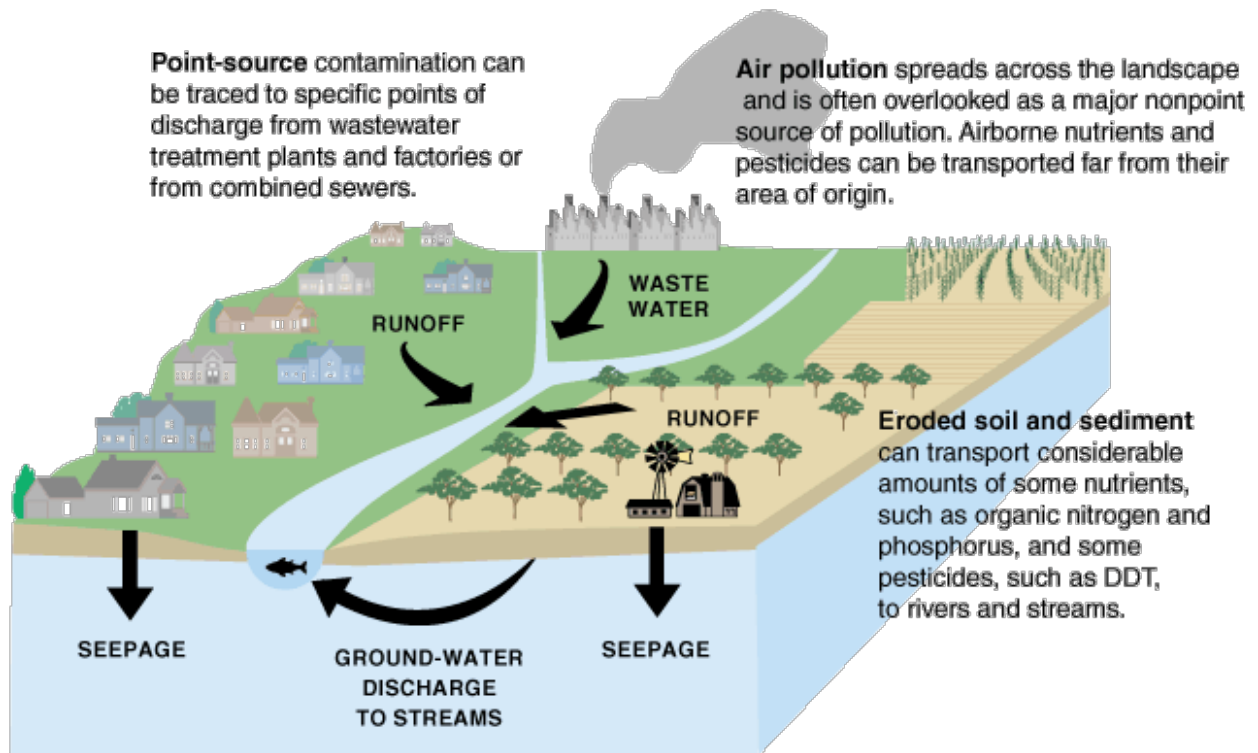 Point-source contamination can
be traced to specific points of
discharge from wastewater
treatment plants and factories or
from combined sewers.
Air pollution spreads across the landscape
and is often overlooked as a major nonpoint
source of pollution. Airborne nutrients and
pesticides can be transported far from their
area of origin.
WASTE
WATER
RUNOFF
RUNOFF
Eroded soil and sediment
can transport considerable
amounts of some nutrients,
such as organic nitrogen and
phosphorus, and some
pesticides, such as DDT,
to rivers and streams.
SEEPAGE
GROUND-WATER
DISCHARGE
TO STREAMS
SEEPAGE